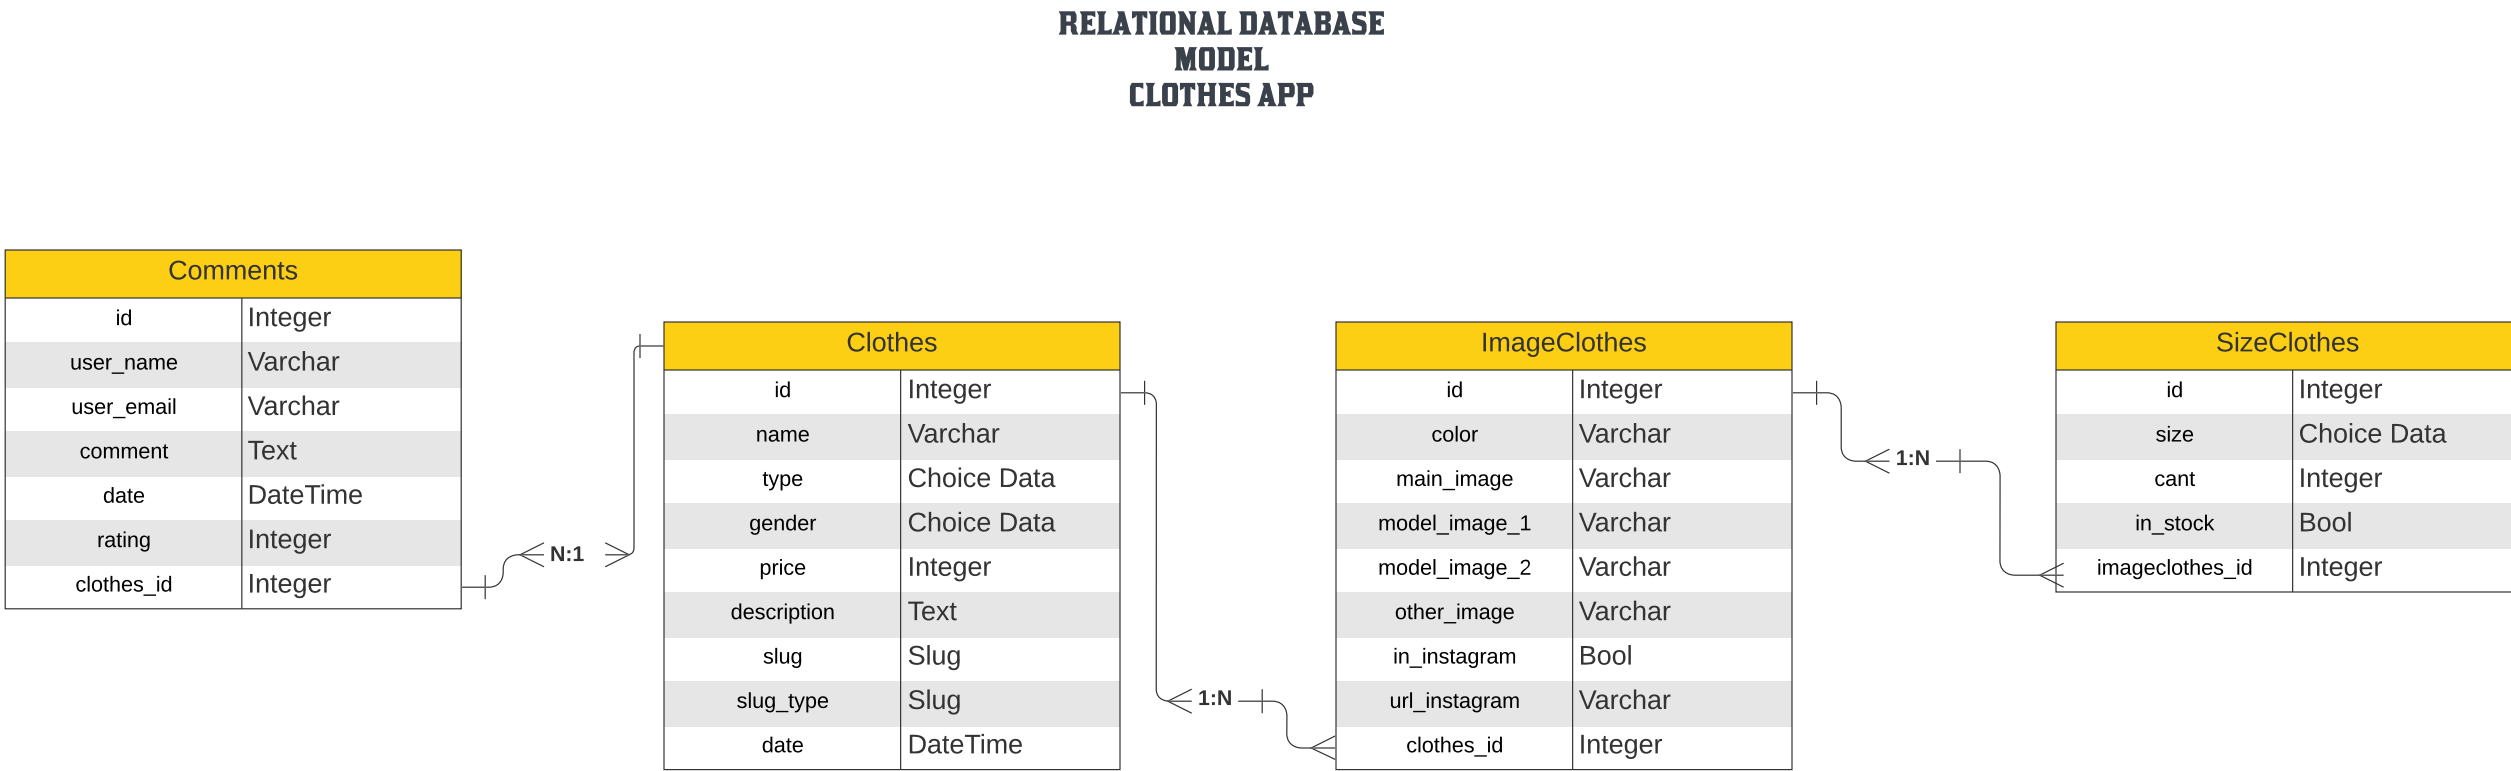 RELATIONAL DATABASE
MODEL
CLOTHES APP
Comments
id Integer
user_name Varchar
user_email Varchar
comment Text
date DateTime
rating Integer
clothes_id Integer
N:1
Clothes
id Integer
name Varchar
type Choice Data
gender Choice Data
price Integer
description Text
slug Slug
slug_type Slug
date DateTime
1:N
ImageClothes
id Integer
color Varchar
main_image Varchar
model_image_1 Varchar
model_image_2 Varchar
other_image Varchar
in_instagram Bool
url_instagram Varchar
clothes_id Integer
1:N
SizeClothes
id Integer
size Choice Data
cant Integer
in_stock Bool
imageclothes_id Integer